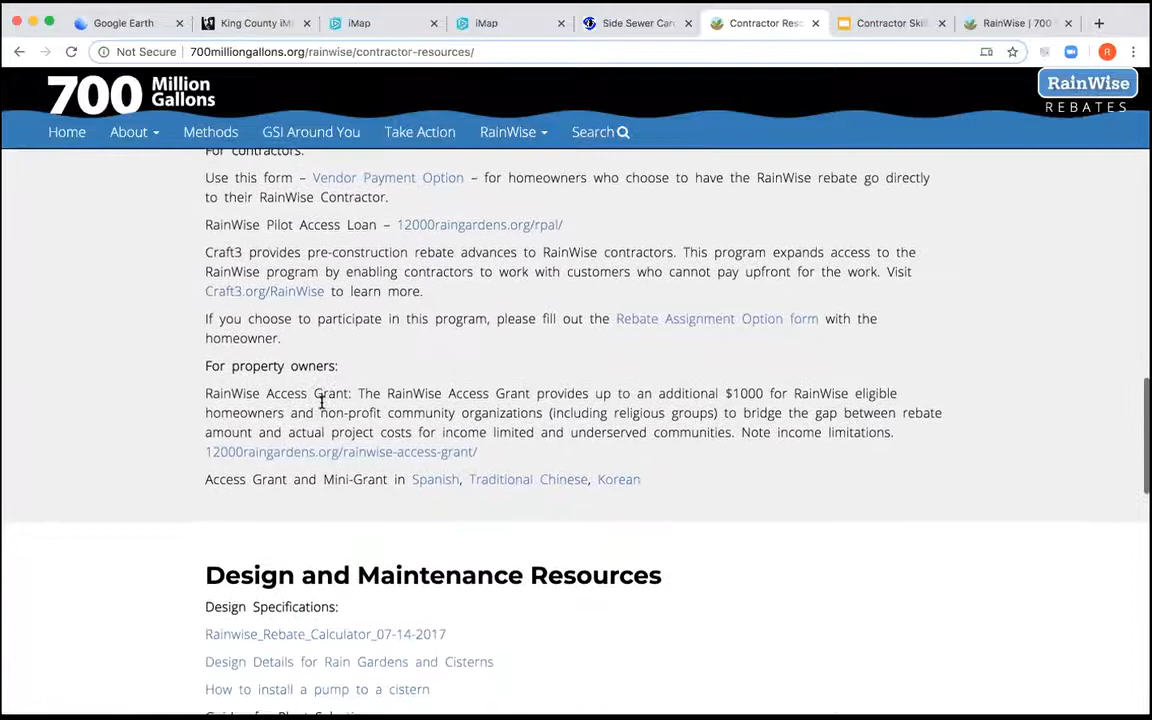 Google Earth
King County iM
iMap
iMap
Side Sewer Car
Contractor Res
Contractor Skil
RainWise | 700
Not Secure | 700milliongallons.org/rainwise/contractor-resources/
R
700 Million Gallons
RainWise
REBATES
Home About Methods GSI Around You Take Action RainWise Search
For contractors:
Use this form – Vendor Payment Option – for homeowners who choose to have the RainWise rebate go directly
to their RainWise Contractor.
RainWise Pilot Access Loan – 12000raingardens.org/rpal/
Craft3 provides pre-construction rebate advances to RainWise contractors. This program expands access to the
RainWise program by enabling contractors to work with customers who cannot pay upfront for the work. Visit
Craft3.org/RainWise to learn more.
If you choose to participate in this program, please fill out the Rebate Assignment Option form with the
homeowner.
For property owners:
RainWise Access Grant: The RainWise Access Grant provides up to an additional $1000 for RainWise eligible
homeowners and non-profit community organizations (including religious groups) to bridge the gap between rebate
amount and actual project costs for income limited and underserved communities. Note income limitations.
12000raingardens.org/rainwise-access-grant/
Access Grant and Mini-Grant in Spanish, Traditional Chinese, Korean
Design and Maintenance Resources
Design Specifications:
Rainwise_Rebate_Calculator_07-14-2017
Design Details for Rain Gardens and Cisterns
How to install a pump to a cistern